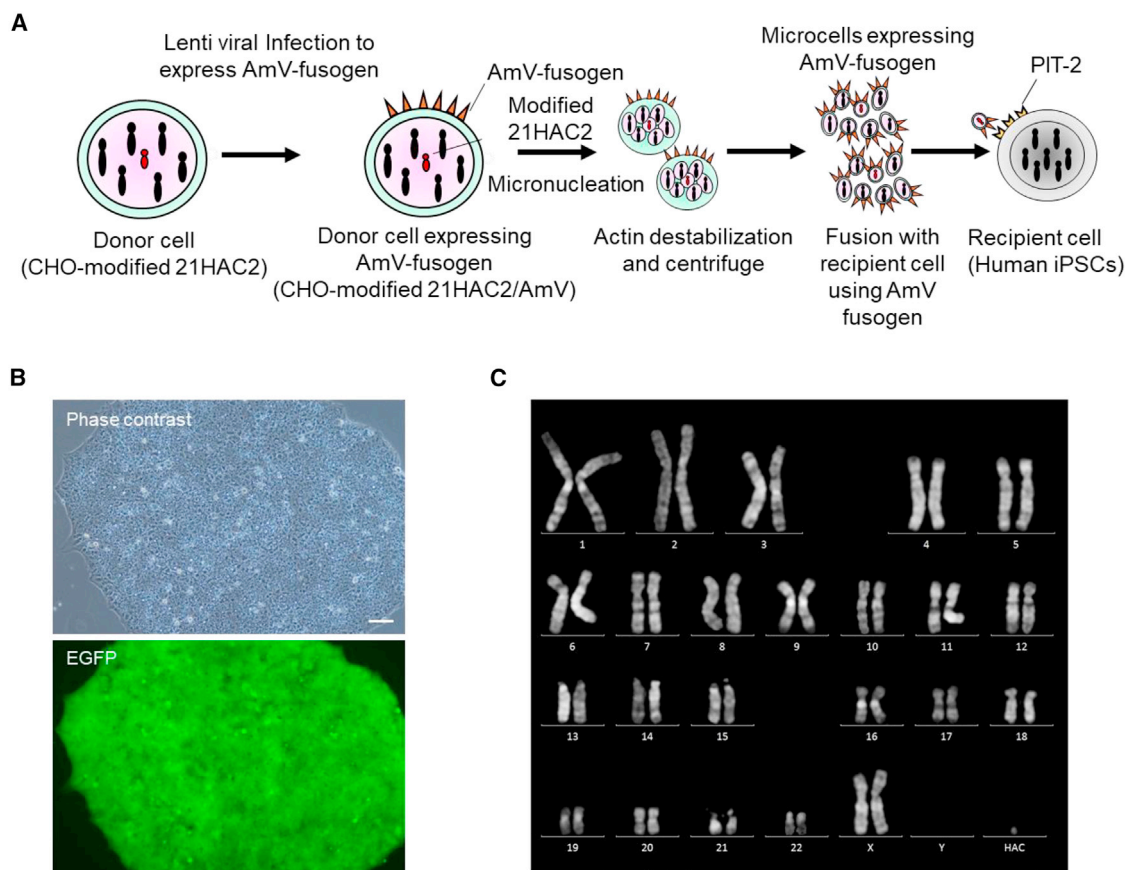 A
Lenti viral Infection to
express AmV-fusogen
AmV-fusogen
Modified
21HAC2
Micronucleation
Microcells expressing
AmV-fusogen
PIT-2
Donor cell
(CHO-modified 21HAC2)
Donor cell expressing
AmV-fusogen
(CHO-modified 21HAC2/AmV)
Actin destabilization
and centrifuge
Fusion with
recipient cell
using AmV
fusogen
Recipient cell
(Human iPSCs)
B
Phase contrast
EGFP
C
1 2 3 4 5
6 7 8 9 10 11 12
13 14 15 16 17 18
19 20 21 22 X Y HAC